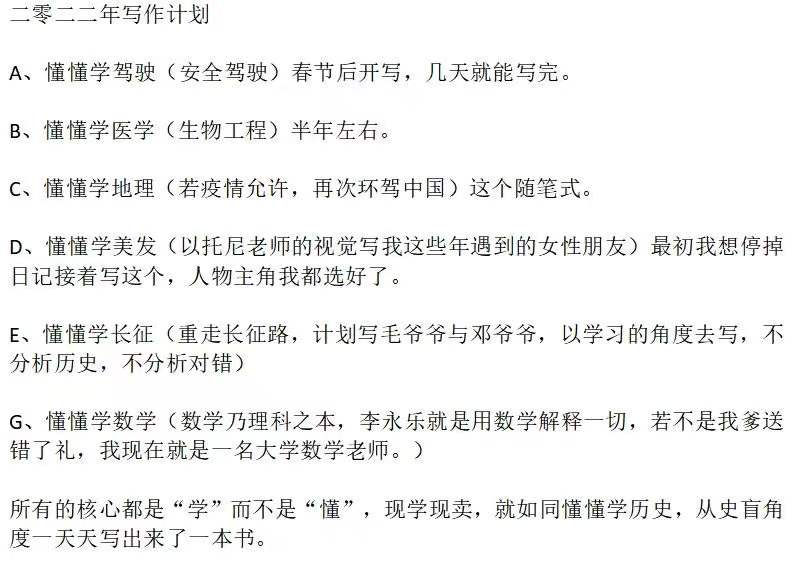 二零二二年写作计划
A、懂懂学驾驶（安全驾驶）春节后开写，几天就能写完。
B、懂懂学医学（生物工程）半年左右。
C、懂懂学地理（若疫情允许，再次环驾中国）这个随笔式。
D、懂懂学美发（以托尼老师的视觉写我这些年遇到的女性朋友）最初我想停掉
日记接着写这个，人物主角我都选好了。
E、懂懂学长征（重走长征路，计划写毛爷爷与邓爷爷，以学习的角度去写，不
分析历史，不分析对错）
G、懂懂学数学（数学乃理科之本，李永乐就是用数学解释一切，若不是我爹送
错了礼，我现在就是一名大学数学老师。）
所有的核心都是“学”而不是“懂”，现学现卖，就如同懂懂学历史，从史盲角
度一天天写出来了一本书。